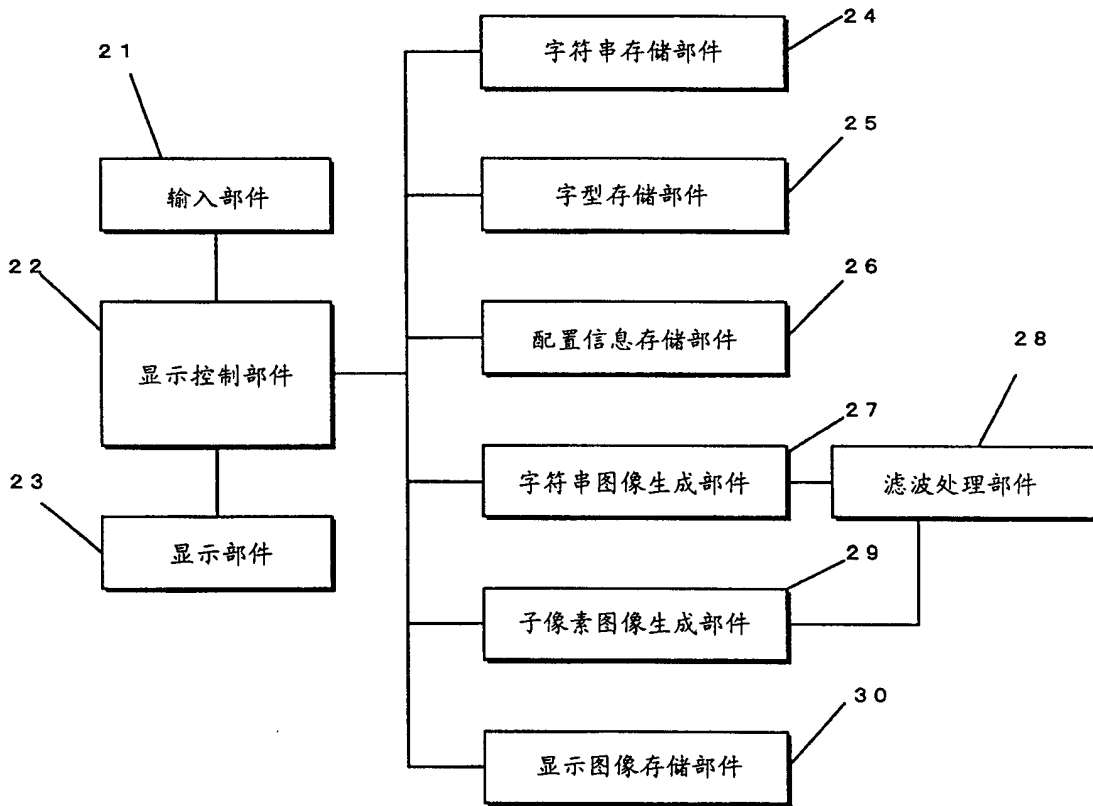 21
输入部件
22
显示控制部件
23
显示部件
24
字符串存储部件
25
字型存储部件
26
配置信息存储部件
27
字符串图像生成部件
28
滤波处理部件
29
子像素图像生成部件
30
显示图像存储部件